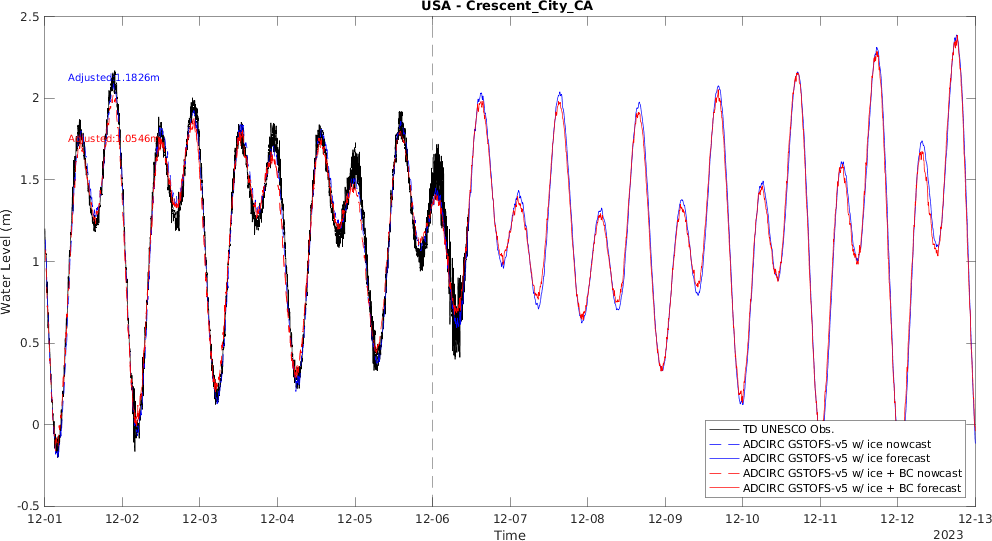 USA - Crescent_City_CA
2.5
2
1.5
1
0.5
0
-0.5
Water Level (m)
Adjusted:1.1826m
Adjusted:1.0546m
TD UNESCO Obs.
ADCIRC GSTOFS-v5 w/ ice nowcast
ADCIRC GSTOFS-v5 w/ ice forecast
ADCIRC GSTOFS-v5 w/ ice + BC nowcast
ADCIRC GSTOFS-v5 w/ ice + BC forecast
12-01 12-02 12-03 12-04 12-05 12-06 12-07 12-08 12-09 12-10 12-11 12-12 12-13
Time
2023